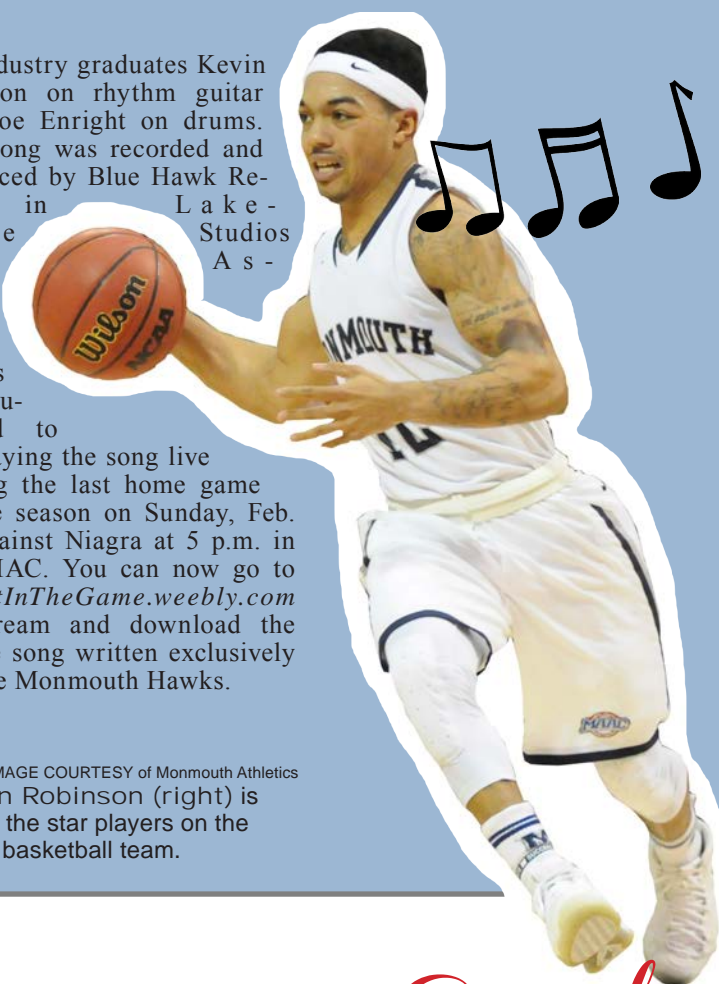 dustry graduates Kevin
on on rhythm guitar
oe Enright on drums.
ong was recorded and
ced by Blue Hawk Re-
in Lake-
e Studios
As-
s
u-
l to
ying the song live
g the last home game
e season on Sunday, Feb.
ainst Niagra at 5 p.m. in
IAC. You can now go to
tInTheGame.weebly.com
ream and download the
e song written exclusively
e Monmouth Hawks.
MAGE COURTESY of Monmouth Athletics
n Robinson (right) is
the star players on the
basketball team.
Wilson
NCAA
NMOUTH
12
MAAC
M